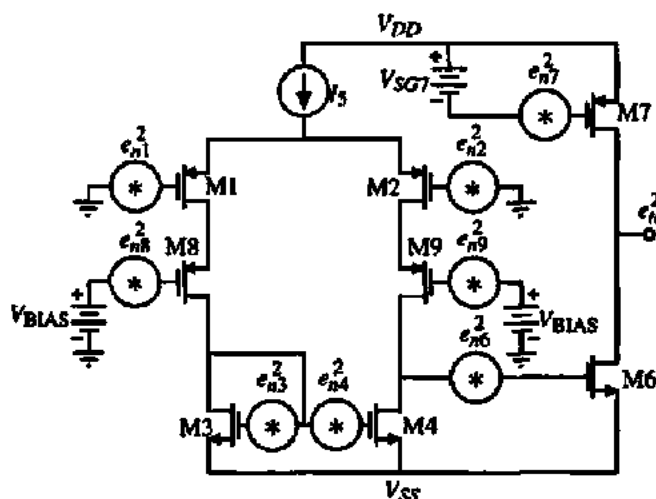 V_DD
V_SG7
e_n7^2
M7
I_5
e_n1^2
e_n2^2
M1
M2
e_n8^2
M8
M9
e_n9^2
V_BIAS
V_BIAS
e_n6^2
M6
e_n3^2
e_n4^2
M3
M4
V_SS